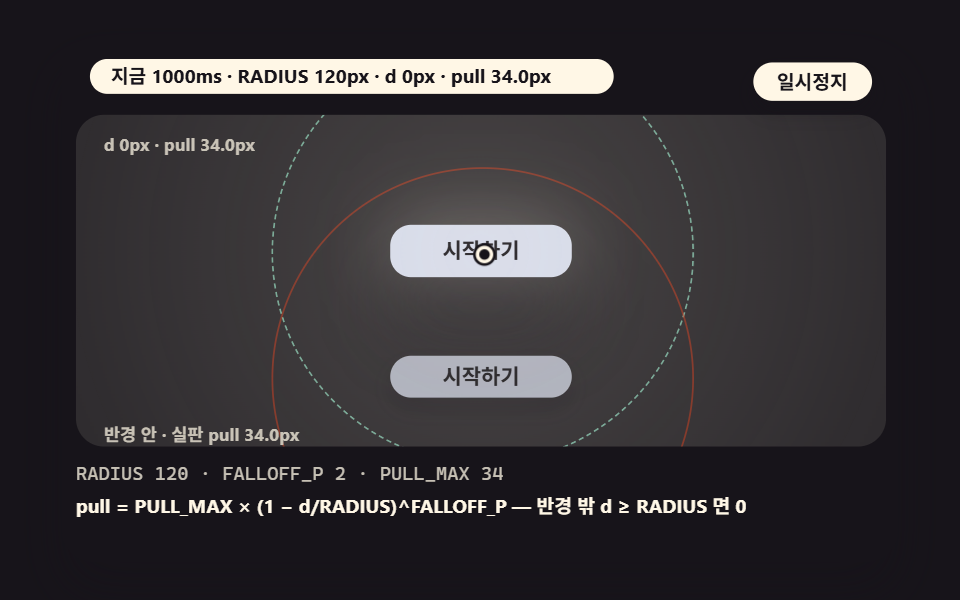 지금 1000ms · RADIUS 120px · d 0px · pull 34.0px
일시정지
d 0px · pull 34.0px
시작하기
시작하기
반경 안 · 실판 pull 34.0px
RADIUS 120 · FALLOFF_P 2 · PULL_MAX 34
pull = PULL_MAX × (1 − d/RADIUS)^FALLOFF_P — 반경 밖 d ≥ RADIUS 면 0